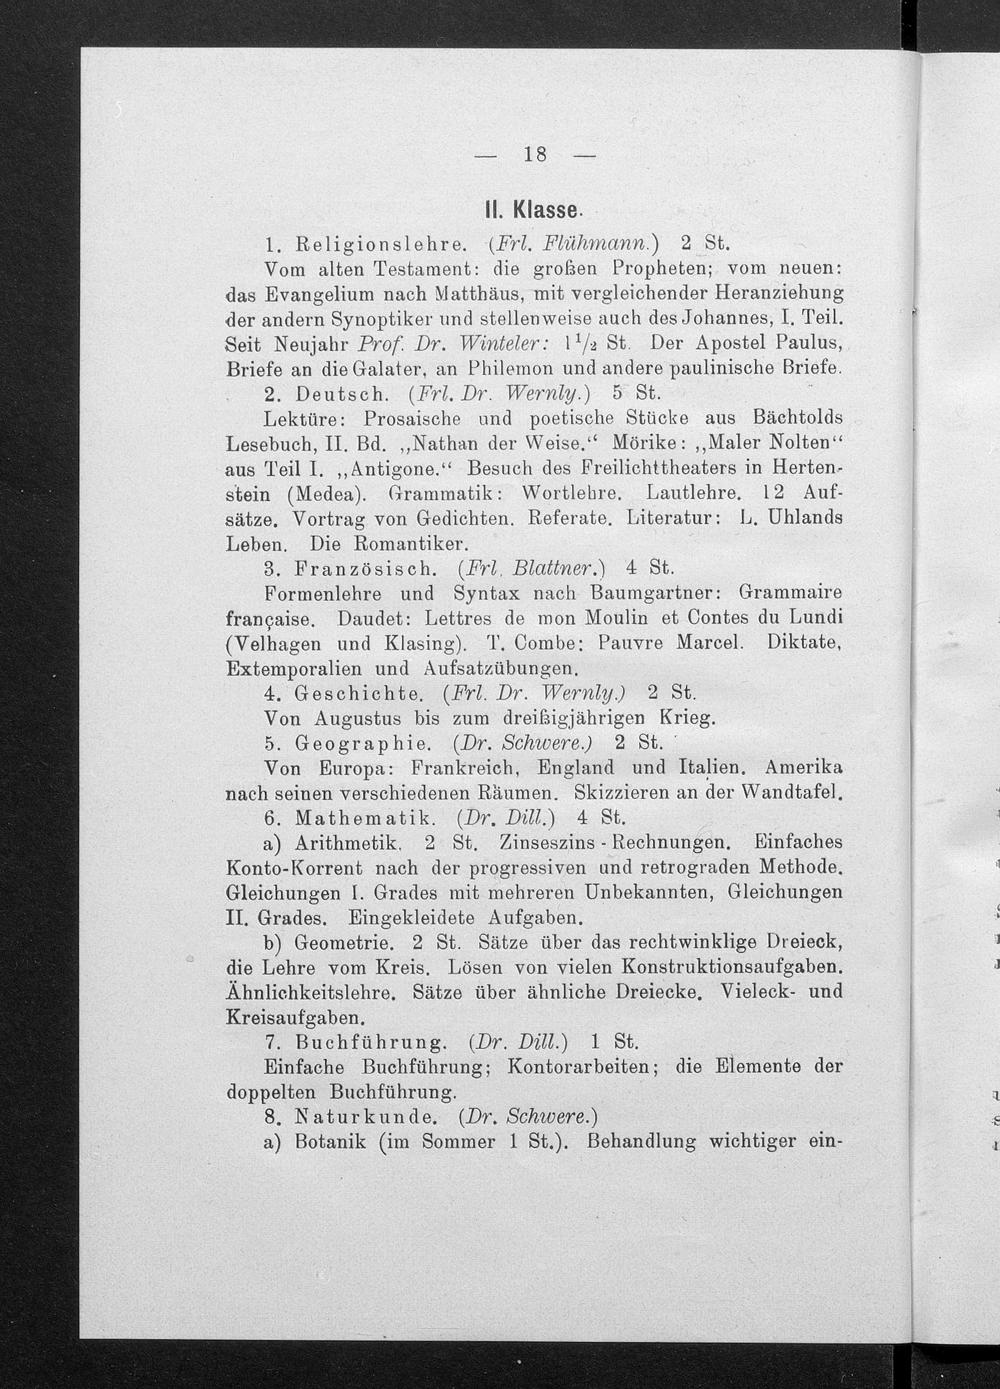 — 18 —
II. Klasse.
1. Religionslehre. (Frl. Flühmann.) 2 St.
Vom alten Testament: die großen Propheten; vom neuen:
das Evangelium nach Matthäus, mit vergleichender Heranziehung
der andern Synoptiker und stellenweise auch des Johannes, I. Teil.
Seit Neujahr Prof. Dr. Winteler: 1 1/2 St. Der Apostel Paulus,
Briefe an die Galater, an Philemon und andere paulinische Briefe.
2. Deutsch. (Frl. Dr. Wernly.) 5 St.
Lektüre: Prosaische und poetische Stücke aus Bächtolds
Lesebuch, II. Bd. „Nathan der Weise.“ Mörike: „Maler Nolten“
aus Teil I. „Antigone.“ Besuch des Freilichttheaters in Herten-
stein (Medea). Grammatik: Wortlehre. Lautlehre. 12 Auf-
sätze. Vortrag von Gedichten. Referate. Literatur: L. Uhlands
Leben. Die Romantiker.
3. Französisch. (Frl. Blattner.) 4 St.
Formenlehre und Syntax nach Baumgartner: Grammaire
française. Daudet: Lettres de mon Moulin et Contes du Lundi
(Velhagen und Klasing). T. Combe: Pauvre Marcel. Diktate,
Extemporalien und Aufsatzübungen.
4. Geschichte. (Frl. Dr. Wernly.) 2 St.
Von Augustus bis zum dreißigjährigen Krieg.
5. Geographie. (Dr. Schwere.) 2 St.
Von Europa: Frankreich, England und Italien. Amerika
nach seinen verschiedenen Räumen. Skizzieren an der Wandtafel.
6. Mathematik. (Dr. Dill.) 4 St.
a) Arithmetik. 2 St. Zinseszins-Rechnungen. Einfaches
Konto-Korrent nach der progressiven und retrograden Methode.
Gleichungen I. Grades mit mehreren Unbekannten, Gleichungen
II. Grades. Eingekleidete Aufgaben.
b) Geometrie. 2 St. Sätze über das rechtwinklige Dreieck,
die Lehre vom Kreis. Lösen von vielen Konstruktionsaufgaben.
Ähnlichkeitslehre. Sätze über ähnliche Dreiecke. Vieleck- und
Kreisaufgaben.
7. Buchführung. (Dr. Dill.) 1 St.
Einfache Buchführung; Kontorarbeiten; die Elemente der
doppelten Buchführung.
8. Naturkunde. (Dr. Schwere.)
a) Botanik (im Sommer 1 St.). Behandlung wichtiger ein-